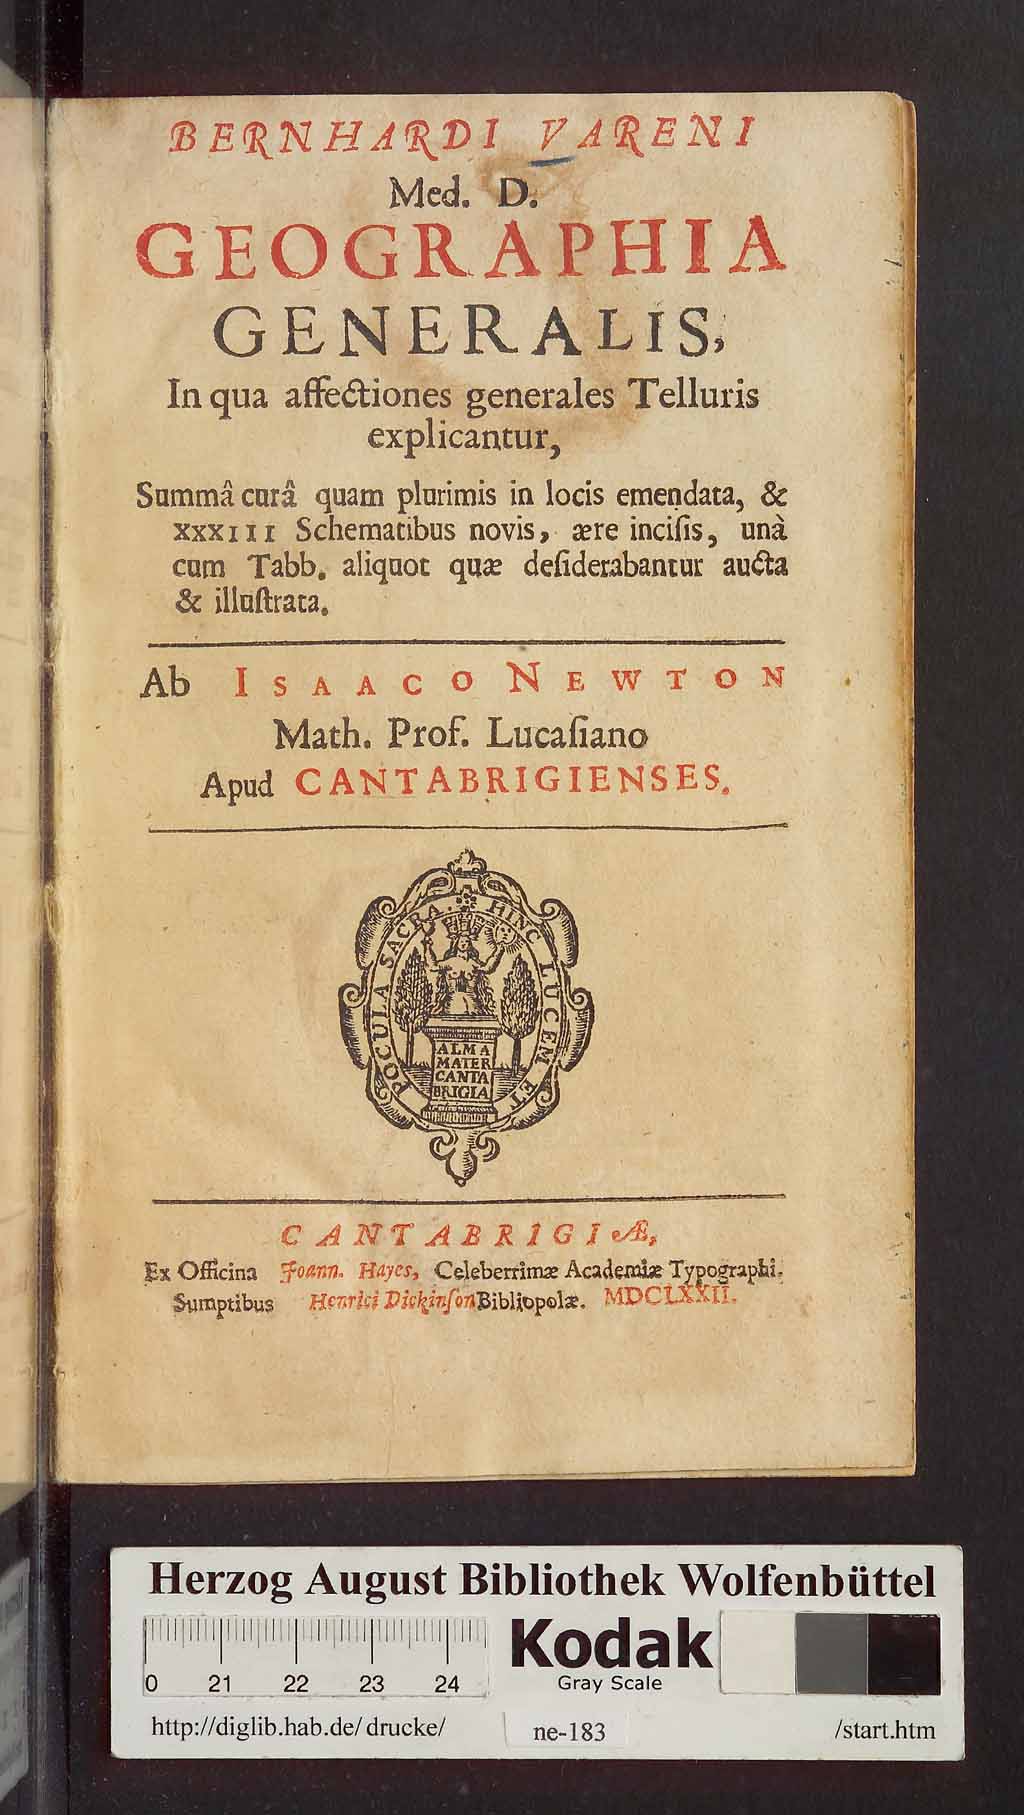 BERNHARDI VARENI
Med. D.
GEOGRAPHIA
GENERALIS,
In qua affectiones generales Telluris
explicantur,
Summâ curâ quam plurimis in locis emendata, &
XXXIII Schematibus novis, ære inciſis, unà
cum Tabb. aliquot quæ deſiderabantur aucta
& illuſtrata.
Ab ISAACO NEWTON
Math. Prof. Lucaſiano
Apud CANTABRIGIENSES.
HINC LUCEM ET POCULA SACRA.
ALMA
MATER
CANTA
BRIGIA
CANTABRIGIÆ,
Ex Officina Joann. Hayes, Celeberrimæ Academiæ Typographi.
Sumptibus Henrici Dickinſon Bibliopolæ. MDCLXXII.
Herzog August Bibliothek Wolfenbüttel
0 21 22 23 24
Kodak
Gray Scale
http://diglib.hab.de/drucke/ ne-183 /start.htm